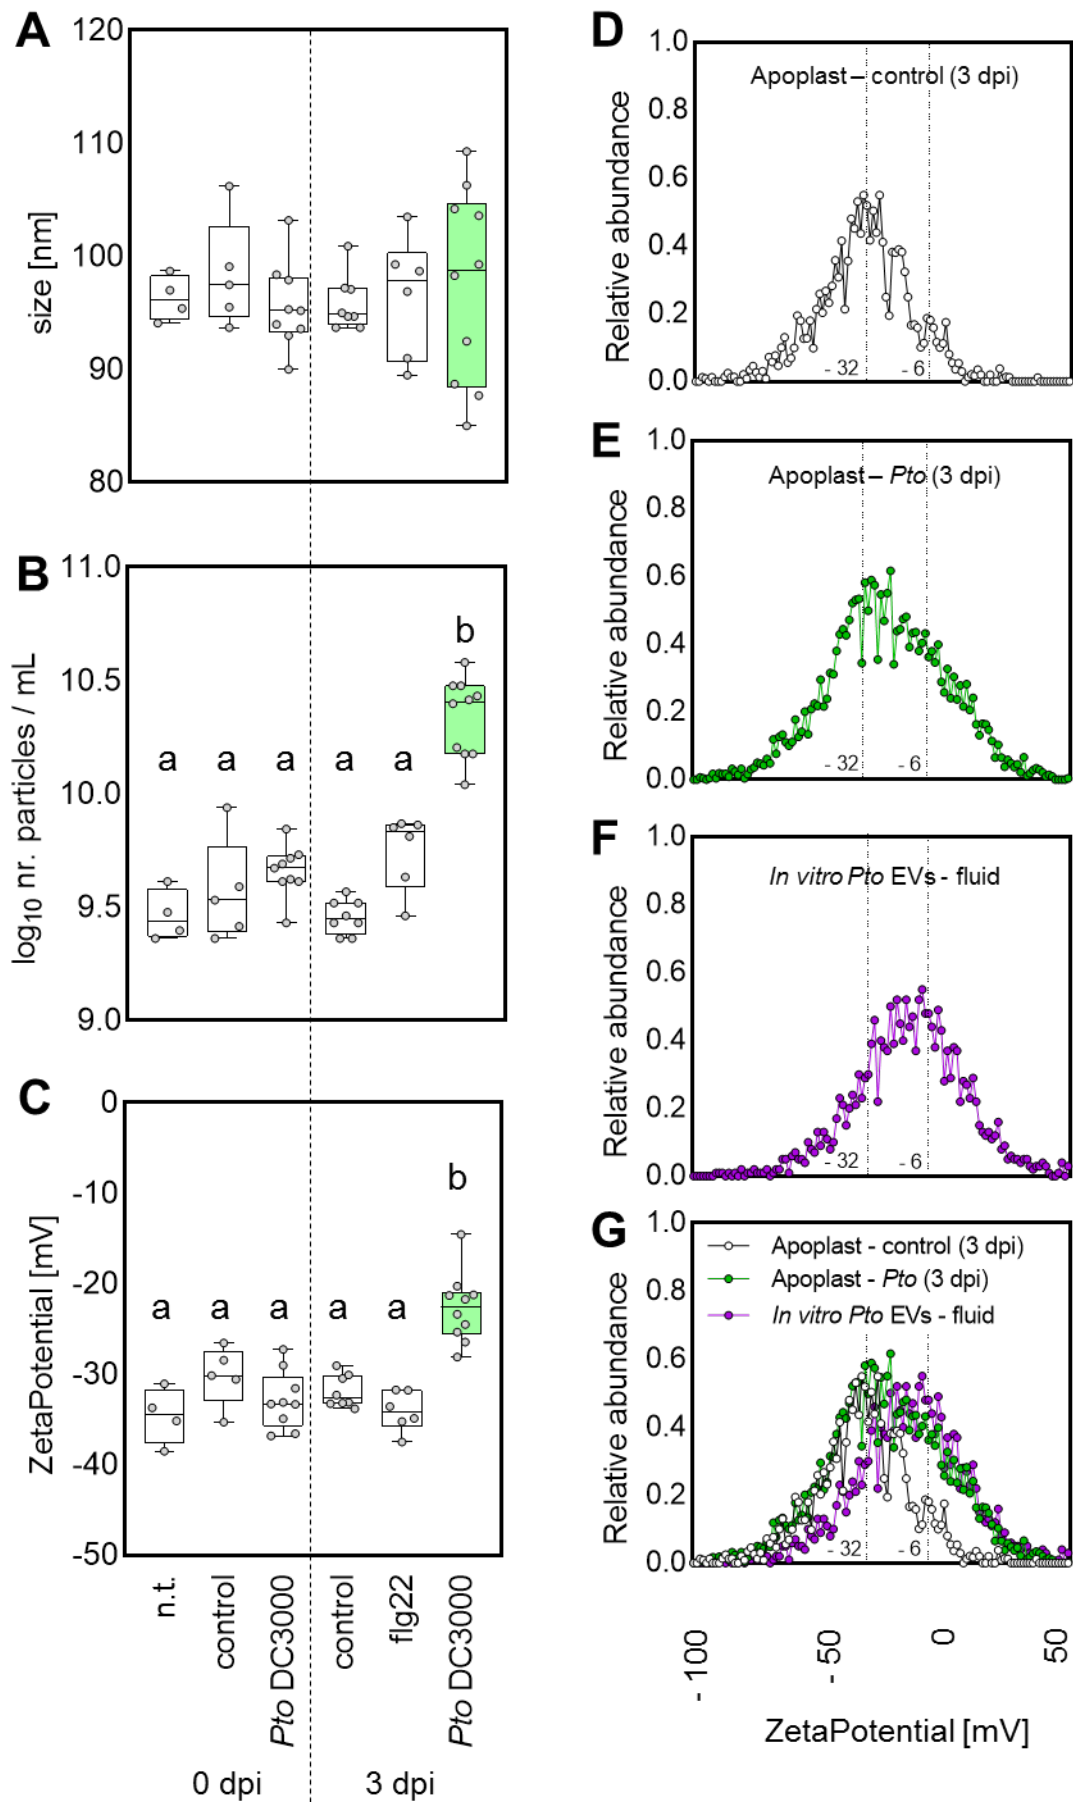 A
120
110
100
90
80
size [nm]
B
11.0
10.5
10.0
9.5
9.0
log10 nr. particles / mL
a a a a a b
C
0
-10
-20
-30
-40
-50
ZetaPotential [mV]
a a a a a b
n.t.
control
Pto DC3000
control
flg22
Pto DC3000
0 dpi
3 dpi
D
1.0
0.8
0.6
0.4
0.2
0.0
Relative abundance
Apoplast – control (3 dpi)
- 32
- 6
E
1.0
0.8
0.6
0.4
0.2
0.0
Relative abundance
Apoplast – Pto (3 dpi)
- 32
- 6
F
1.0
0.8
0.6
0.4
0.2
0.0
Relative abundance
In vitro Pto EVs - fluid
- 32
- 6
G
1.0
0.8
0.6
0.4
0.2
0.0
Relative abundance
Apoplast - control (3 dpi)
Apoplast - Pto (3 dpi)
In vitro Pto EVs - fluid
- 32
- 6
- 100
- 50
0
50
ZetaPotential [mV]